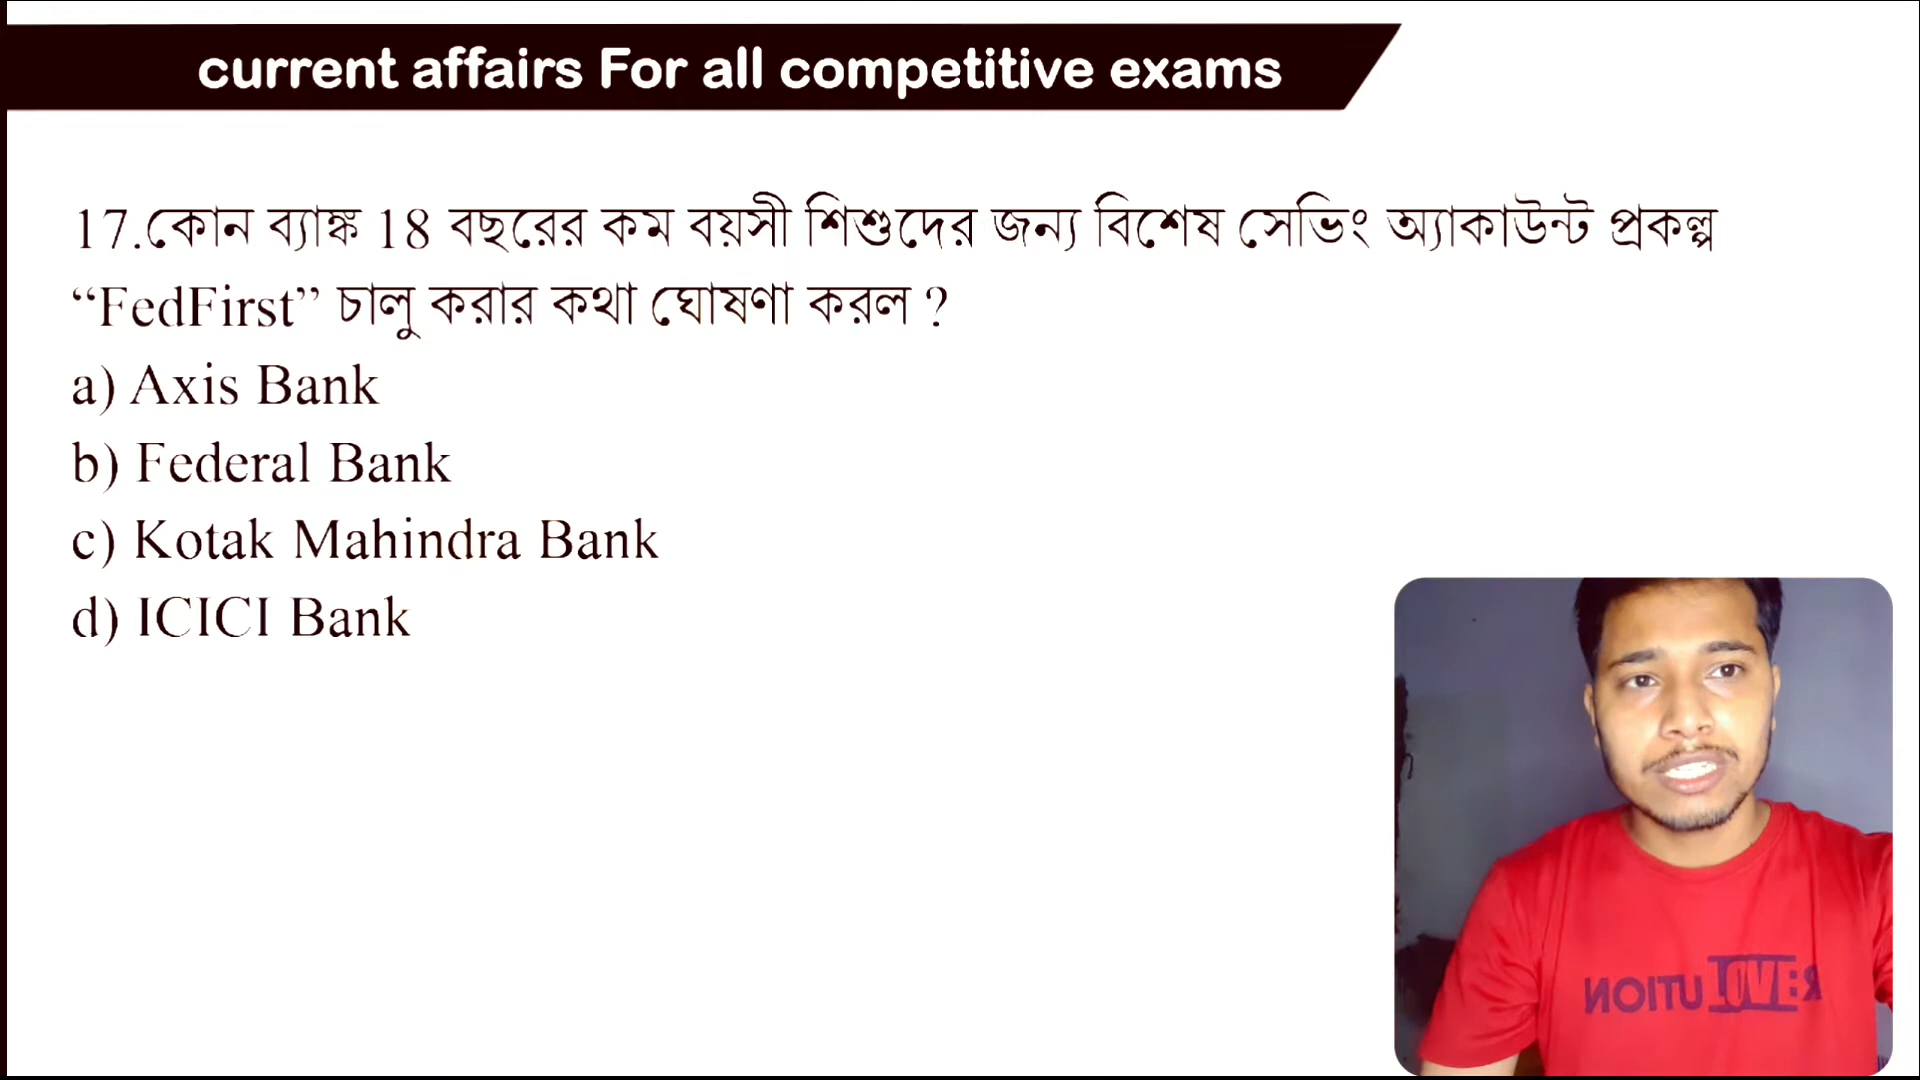 current affairs For all competitive exams
17.কোন ব্যাঙ্ক 18 বছরের কম বয়সী শিশুদের জন্য বিশেষ সেভিং অ্যাকাউন্ট প্রকল্প
“FedFirst” চালু করার কথা ঘোষণা করল ?
a) Axis Bank
b) Federal Bank
c) Kotak Mahindra Bank
d) ICICI Bank
REVOLUTION